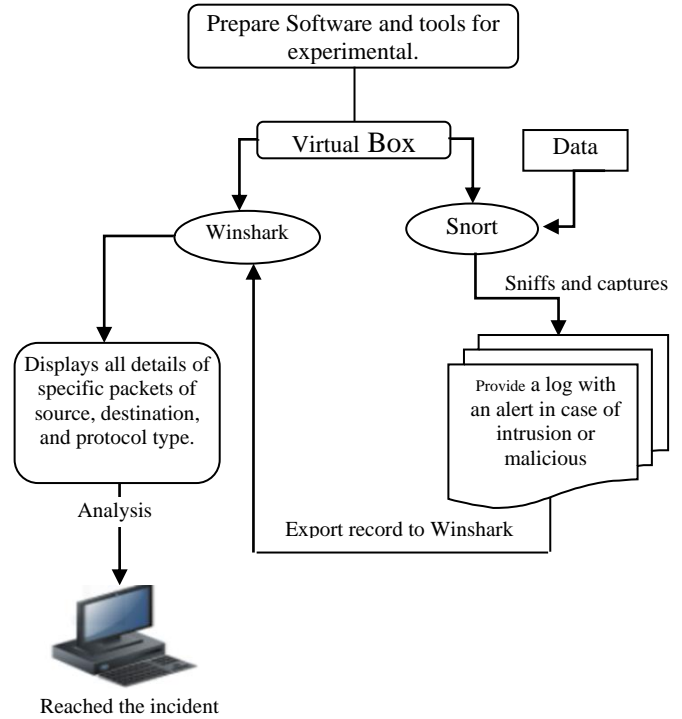 Prepare Software and tools for
experimental.
Virtual Box
Data
Winshark
Snort
Sniffs and captures
Displays all details of
specific packets of
source, destination,
and protocol type.
Provide a log with
an alert in case of
intrusion or
malicious
Analysis
Export record to Winshark
Reached the incident